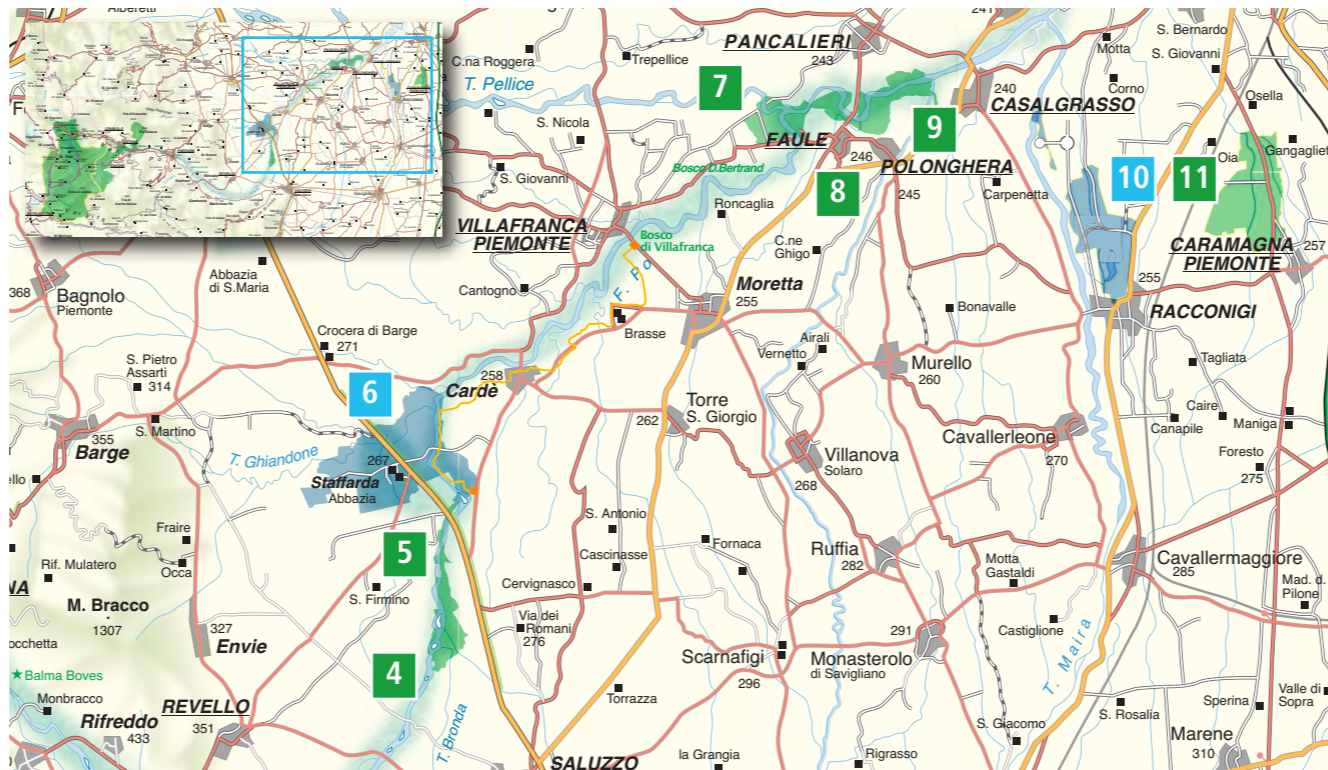 Alberetti
C.na Roggera
Trepellice
T. Pellice
PANCALIERI
243
241
Motta
Corno
S. Bernardo
S. Giovanni
7
240
CASALGRASSO
Osella
S. Nicola
FAULE
9
Oia
S. Giovanni
Bosco D.Bertrand
246
POLONGHERA
Carpenetta
10
11
8
245
Roncaglia
VILLAFRANCA
PIEMONTE
Bosco
di Villafranca
C.ne
Ghigo
CARAMAGNA
PIEMONTE
257
Abbazia
di S.Maria
F. Po
368
Bagnolo
Piemonte
Cantogno
Moretta
255
Bonavalle
255
RACCONIGI
Crocera di Barge
271
Brasse
Airali
Vernetto
Murello
260
Tagliata
S. Pietro
Assarti
314
6
258
Cardè
Torre
S. Giorgio
262
Caire
Canapile
Maniga
S. Martino
355
Barge
T. Ghiandone
267
Staffarda
Abbazia
Villanova
Solaro
268
Cavallerleone
270
Foresto
275
Fraire
5
S. Antonio
Cascinasse
Fornaca
Ruffia
282
Motta
Gastaldi
Cavallermaggiore
285
Rif. Mulatero
Occa
M. Bracco
1307
S. Firmino
Cervignasco
Mad. d.
Pilone
327
Envie
Via dei
Romani
276
Castiglione
291
Scarnafigi
296
Monasterolo
di Savigliano
T. Maira
Balma Boves
4
Monbracco
REVELLO
351
Rifreddo
433
T. Bronda
Torrazza
S. Giacomo
S. Rosalia
Sperina
Valle di
Sopra
Marene
310
SALUZZO
la Grangia
Rigrasso